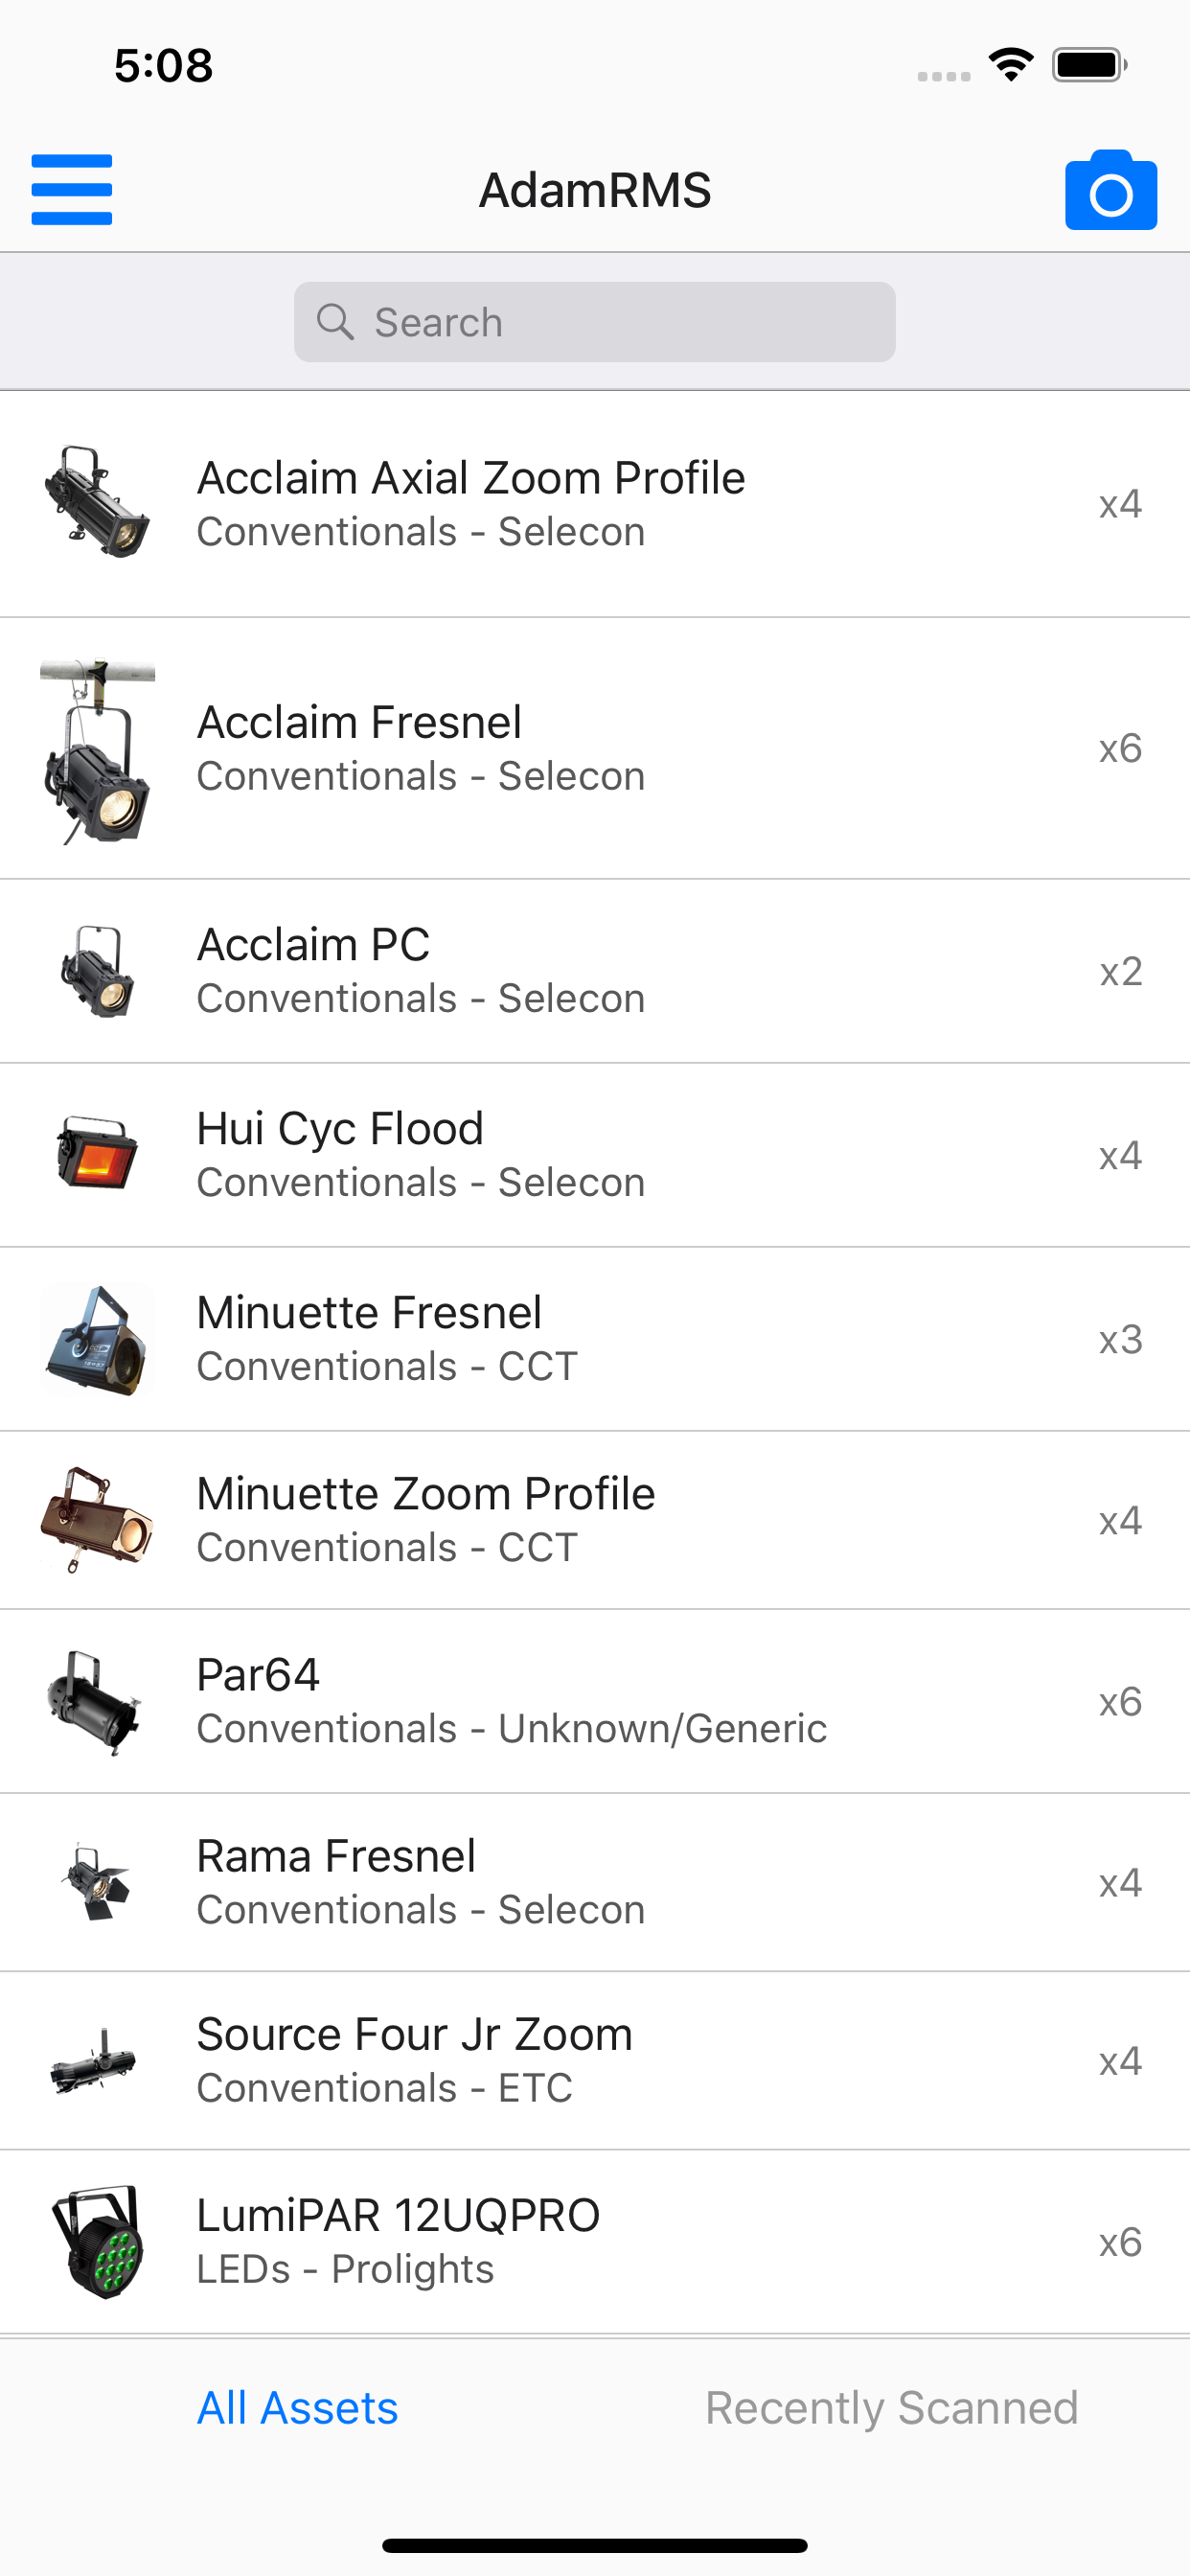 5:08
AdamRMS
Search
Acclaim Axial Zoom Profile
Conventionals - Selecon
x4
Acclaim Fresnel
Conventionals - Selecon
x6
Acclaim PC
Conventionals - Selecon
x2
Hui Cyc Flood
Conventionals - Selecon
x4
Minuette Fresnel
Conventionals - CCT
x3
Minuette Zoom Profile
Conventionals - CCT
x4
Par64
Conventionals - Unknown/Generic
x6
Rama Fresnel
Conventionals - Selecon
x4
Source Four Jr Zoom
Conventionals - ETC
x4
LumiPAR 12UQPRO
LEDs - Prolights
x6
All Assets
Recently Scanned